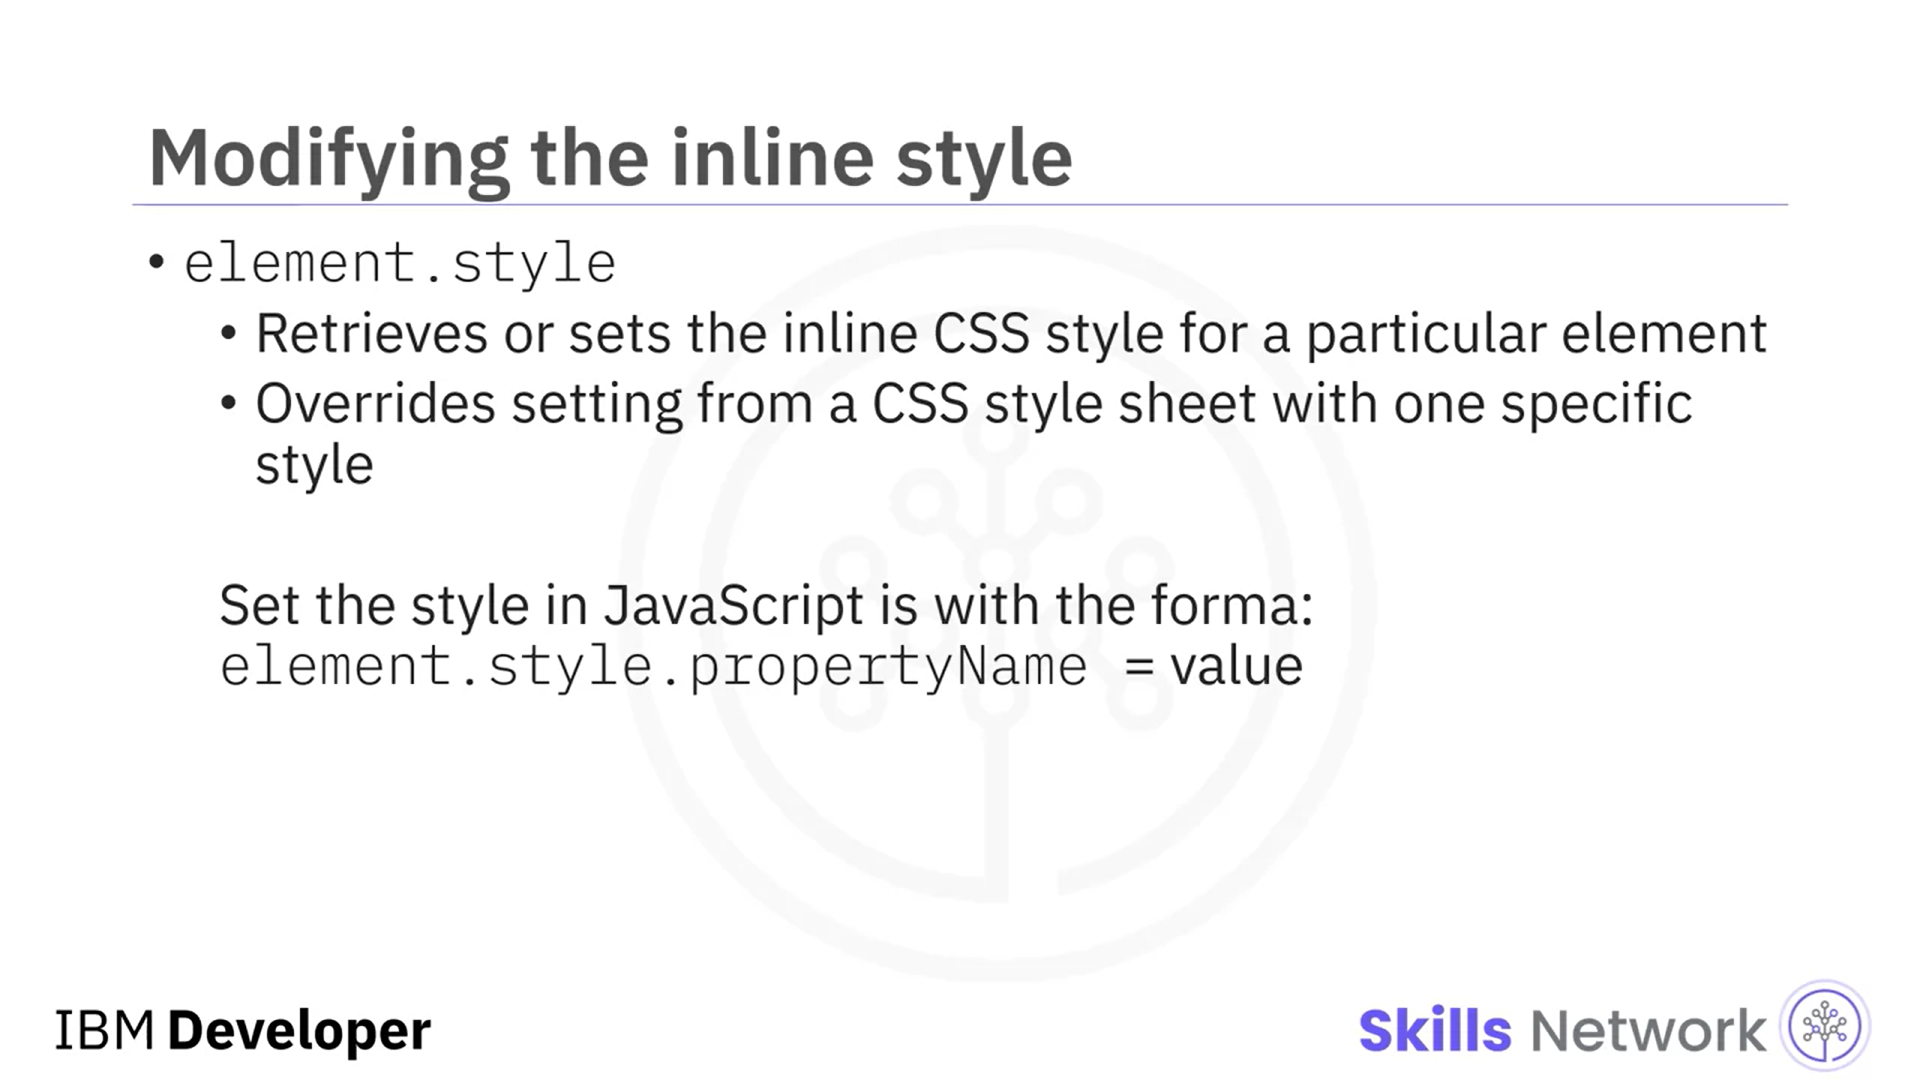 Modifying the inline style
• element.style
• Retrieves or sets the inline CSS style for a particular element
• Overrides setting from a CSS style sheet with one specific
style
Set the style in JavaScript is with the forma:
element.style.propertyName = value
IBM Developer
Skills Network